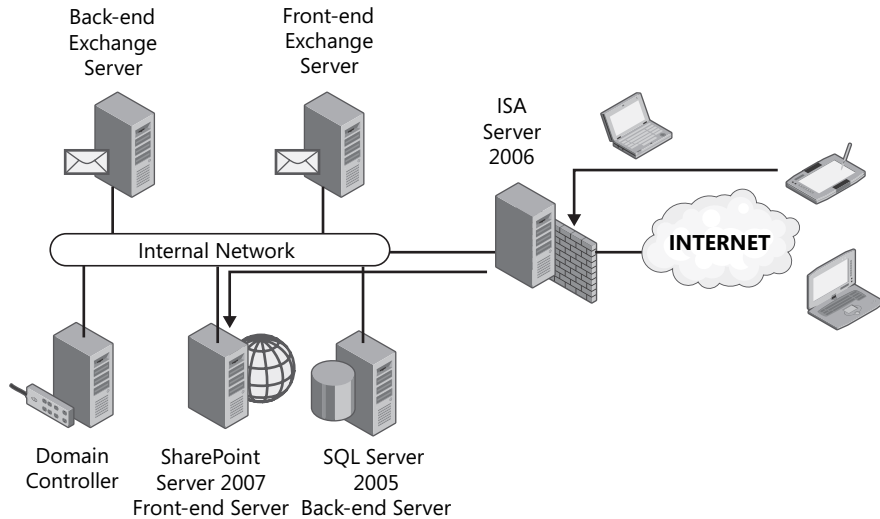 Back-end
Exchange
Server
Front-end
Exchange
Server
ISA
Server
2006
INTERNET
Internal Network
Domain
Controller
SharePoint
Server 2007
Front-end Server
SQL Server
2005
Back-end Server